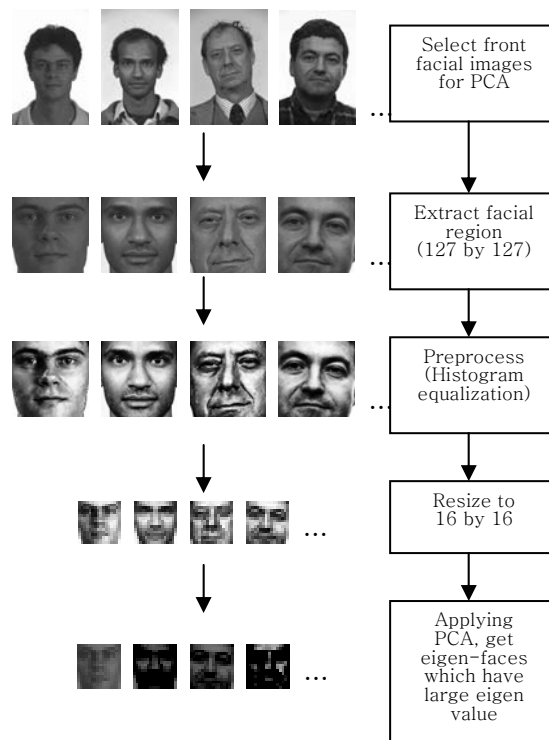 Select front
facial images
for PCA
...
Extract facial
region
(127 by 127)
...
Preprocess
(Histogram
equalization)
...
Resize to
16 by 16
...
Applying
PCA, get
eigen-faces
which have
large eigen
value
...